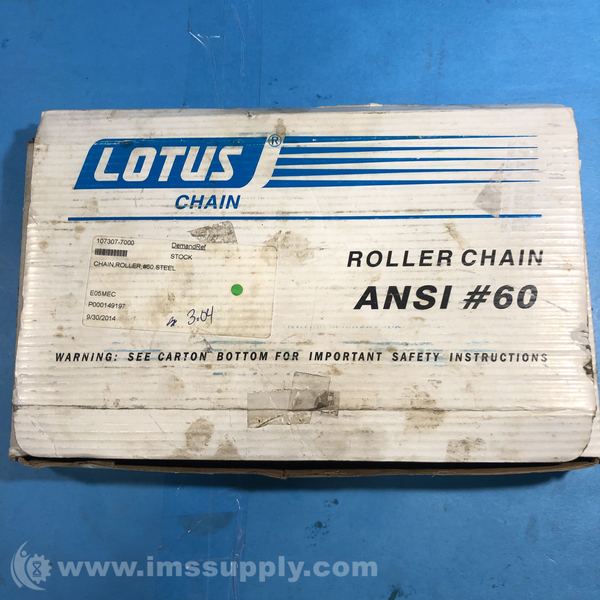 LOTUS®
CHAIN
107307-7000 DemandRef
STOCK
CHAIN,ROLLER,#60.STEEL
E05MEC
P000149197
9/30/2014
3.04
ROLLER CHAIN
ANSI #60
WARNING: SEE CARTON BOTTOM FOR IMPORTANT SAFETY INSTRUCTIONS
© www.imssupply.com